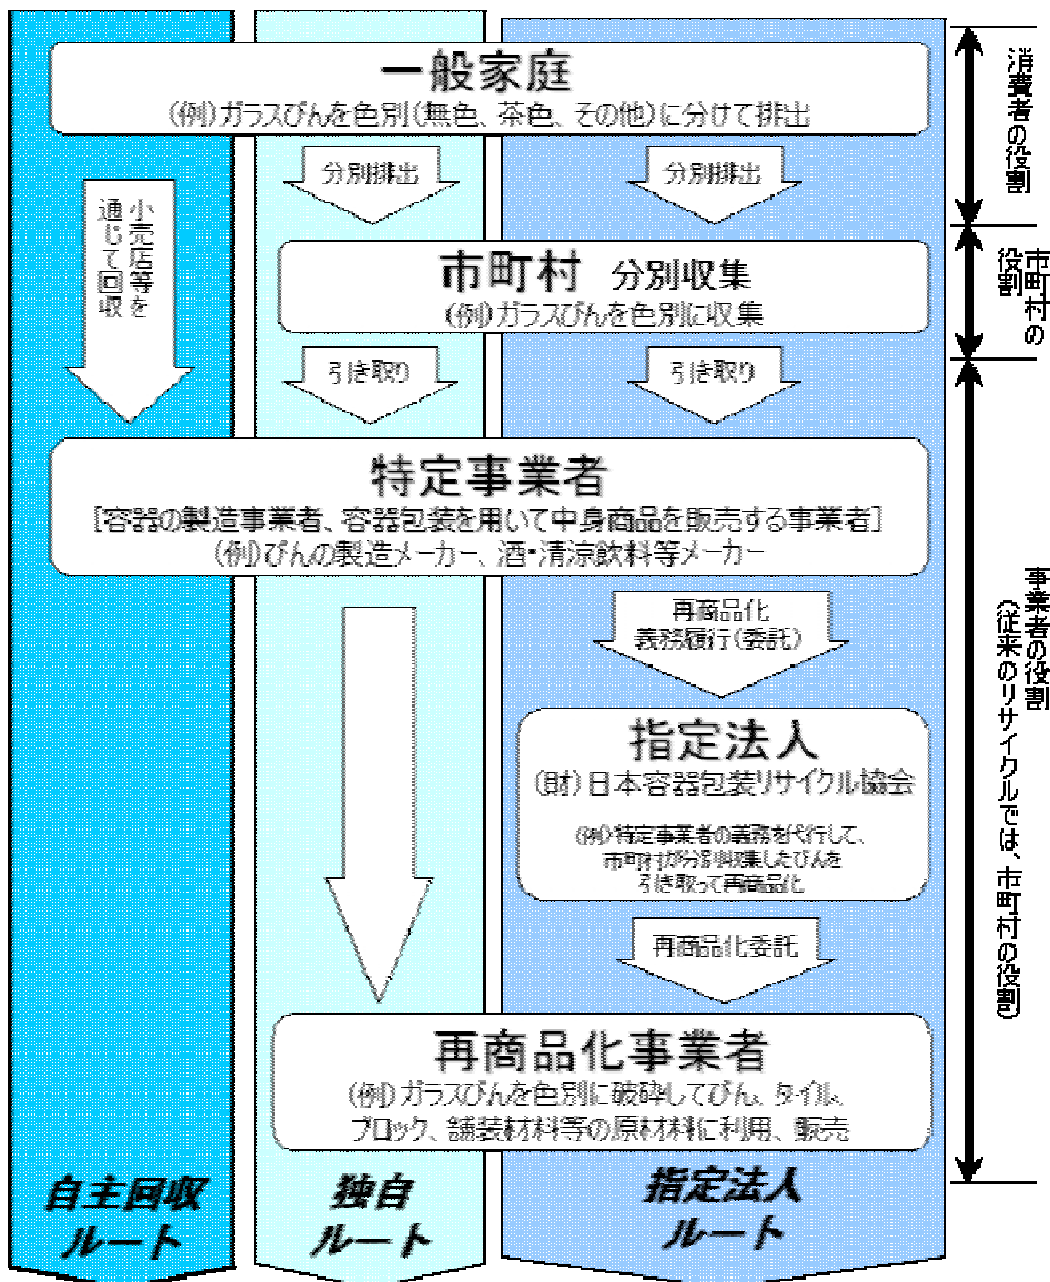 一般家庭
(例)ガラスびんを色別(無色、茶色、その他)に分けて排出
小売店等を
通じて回収
分別排出
分別排出
市町村 分別収集
(例)ガラスびんを色別に収集
引き取り
引き取り
特定事業者
[容器の製造事業者、容器包装を用いて中身商品を販売する事業者]
(例)びんの製造メーカー、酒・清涼飲料等メーカー
再商品化
義務履行(委託)
指定法人
(財)日本容器包装リサイクル協会
(例)特定事業者の義務を代行して、
市町村が分別収集したびんを
引き取って再商品化
再商品化委託
再商品化事業者
(例)ガラスびんを色別に破砕してびん、タイル、
ブロック、舗装材料等の原材料に利用、販売
自主回収
ルート
独自
ルート
指定法人
ルート
消費者の役割
市町村の
役割
事業者の役割
(従来のリサイクルでは、市町村の役割)